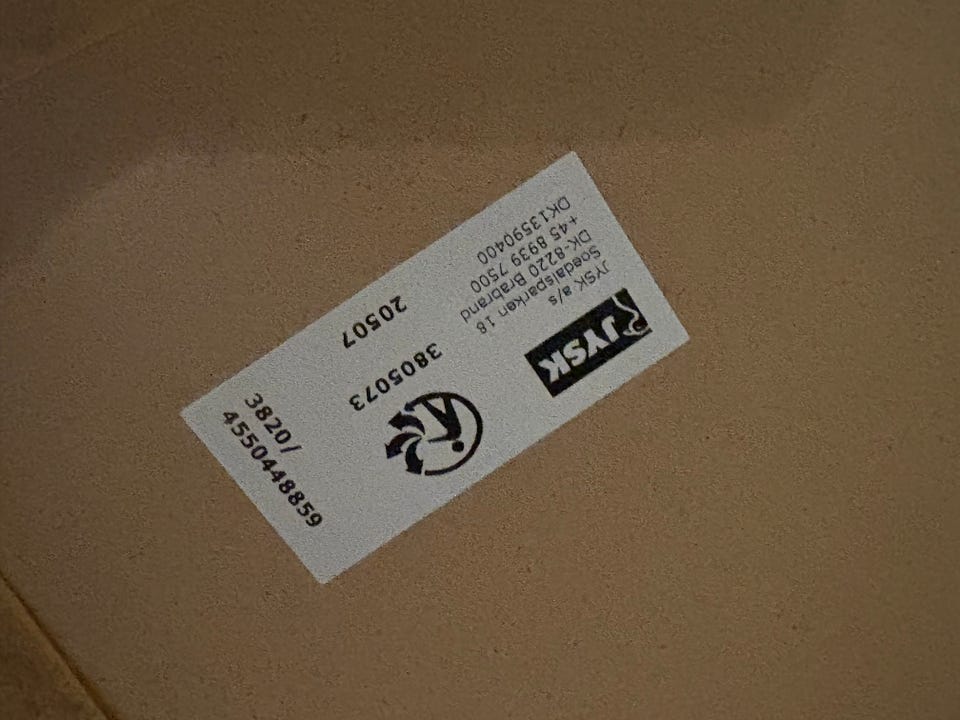 JYSK
JYSK a/s
Soedalsparken 18
DK-8220 Brabrand
+45 8939 7500
DK13590400
3805073
20507
3820/
4550448859